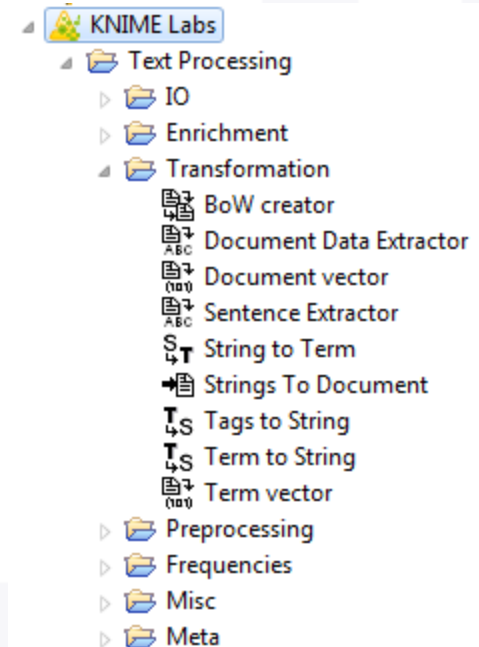 KNIME Labs
Text Processing
IO
Enrichment
Transformation
BoW creator
Document Data Extractor
Document vector
Sentence Extractor
String to Term
Strings To Document
Tags to String
Term to String
Term vector
Preprocessing
Frequencies
Misc
Meta